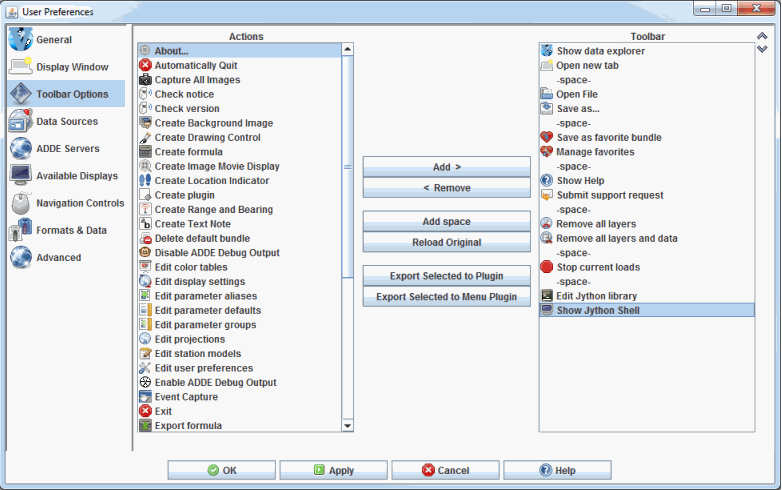 User Preferences
General
Display Window
Toolbar Options
Data Sources
ADDE Servers
Available Displays
Navigation Controls
Formats & Data
Advanced
Actions
About...
Automatically Quit
Capture All Images
Check notice
Check version
Create Background Image
Create Drawing Control
Create formula
Create Image Movie Display
Create Location Indicator
Create plugin
Create Range and Bearing
Create Text Note
Delete default bundle
Disable ADDE Debug Output
Edit color tables
Edit display settings
Edit parameter aliases
Edit parameter defaults
Edit parameter groups
Edit projections
Edit station models
Edit user preferences
Enable ADDE Debug Output
Event Capture
Exit
Export formula
Add >
< Remove
Add space
Reload Original
Export Selected to Plugin
Export Selected to Menu Plugin
Toolbar
Show data explorer
Open new tab
-space-
Open File
Save as...
-space-
Save as favorite bundle
Manage favorites
-space-
Show Help
Submit support request
-space-
Remove all layers
Remove all layers and data
-space-
Stop current loads
-space-
Edit Jython library
Show Jython Shell
OK
Apply
Cancel
Help